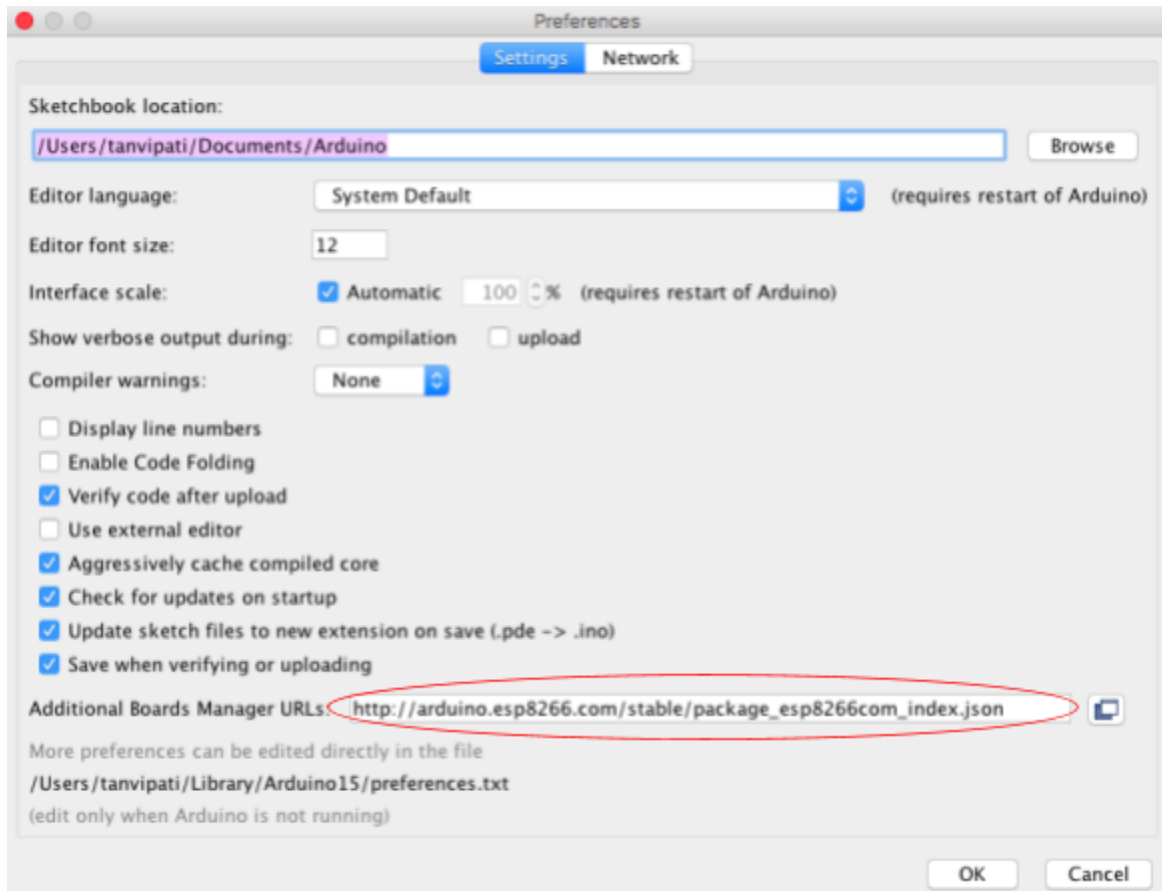 Preferences
Settings Network
Sketchbook location:
/Users/tanvipati/Documents/Arduino Browse
Editor language: System Default (requires restart of Arduino)
Editor font size: 12
Interface scale: Automatic 100 % (requires restart of Arduino)
Show verbose output during: compilation upload
Compiler warnings: None
Display line numbers
Enable Code Folding
Verify code after upload
Use external editor
Aggressively cache compiled core
Check for updates on startup
Update sketch files to new extension on save (.pde -> .ino)
Save when verifying or uploading
Additional Boards Manager URLs: http://arduino.esp8266.com/stable/package_esp8266com_index.json
More preferences can be edited directly in the file
/Users/tanvipati/Library/Arduino15/preferences.txt
(edit only when Arduino is not running)
OK Cancel